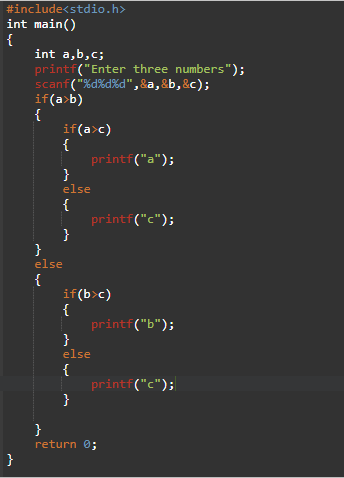 #include<stdio.h>
int main()
{
    int a,b,c;
    printf("Enter three numbers");
    scanf("%d%d%d",&a,&b,&c);
    if(a>b)
    {
        if(a>c)
        {
            printf("a");
        }
        else
        {
            printf("c");
        }
    }
    else
    {
        if(b>c)
        {
            printf("b");
        }
        else
        {
            printf("c");
        }

    }
    return 0;
}